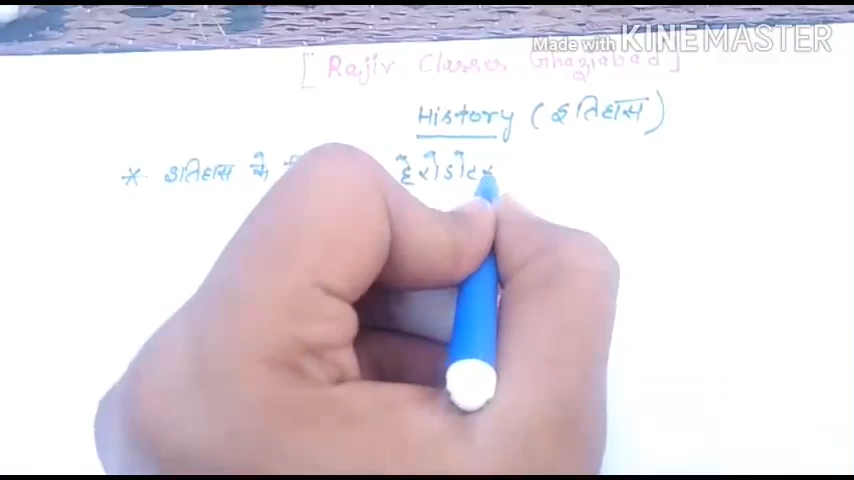 Made with KINEMASTER
[ Rajiv Classes Ghaziabad ]
History ( इतिहास )
* इतिहास के हेरोडोटस